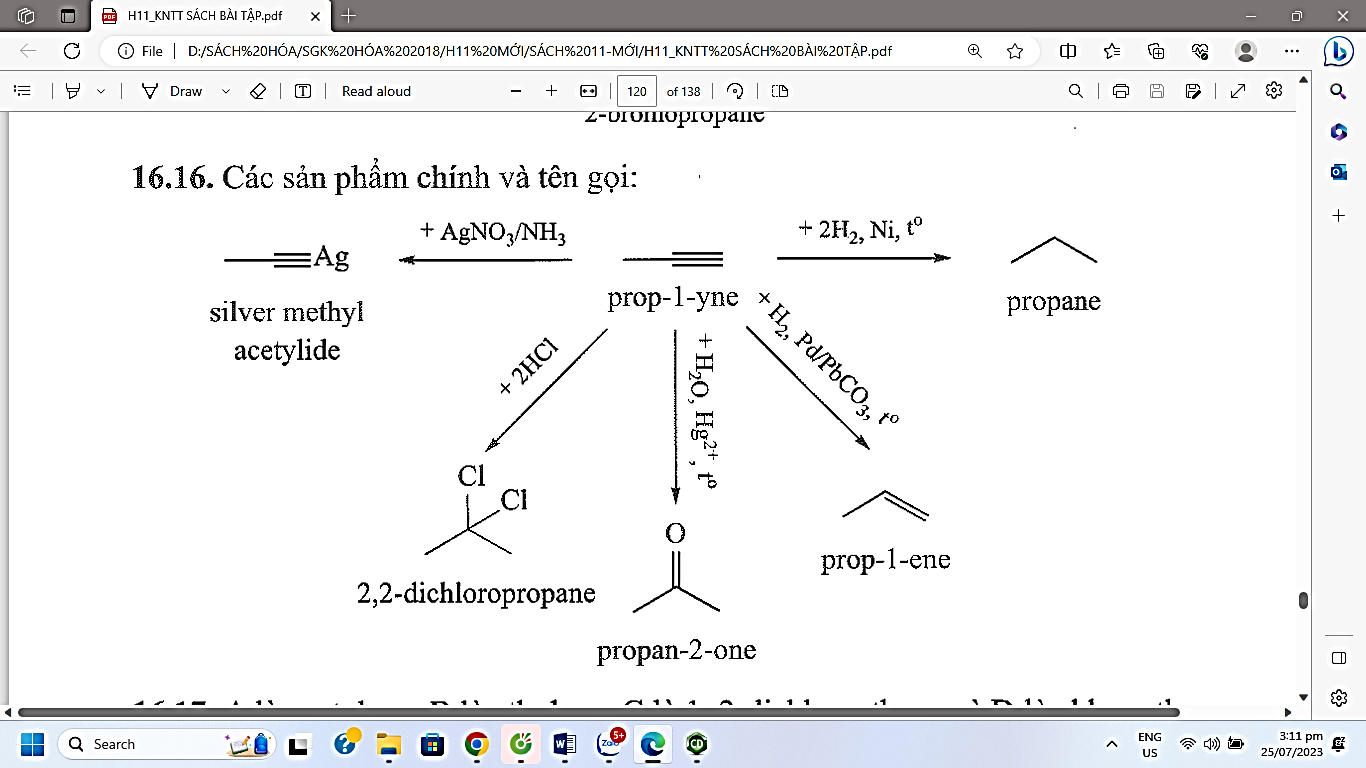 H11_KNTT SÁCH BÀI TẬP.pdf
File
D:/SÁCH%20HÓA/SGK%20HÓA%202018/H11%20MỚI/SÁCH%2011-MỚI/H11_KNTT%20SÁCH%20BÀI%20TẬP.pdf
Draw
Read aloud
120 of 138
2-bromopropane
16.16. Các sản phẩm chính và tên gọi:
+ AgNO3/NH3
+ 2H2, Ni, tº
Ag
silver methyl
acetylide
prop-1-yne
propane
+ 2HCl
+ H2O, Hg2+, tº
+ H2, Pd/PbCO3, tº
Cl
Cl
2,2-dichloropropane
O
propan-2-one
prop-1-ene
16.17.
Search
Zalo
5+
ENG
US
3:11 pm
25/07/2023